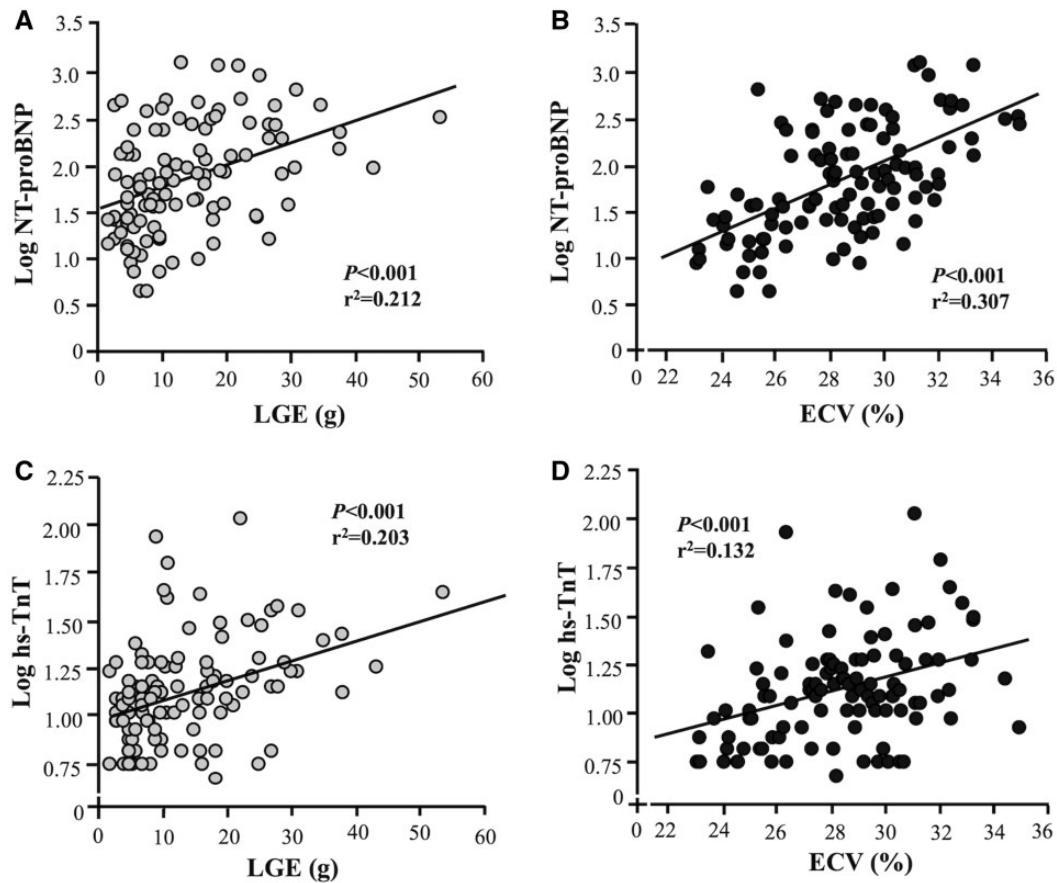 A
3.5
3.0
2.5
2.0
1.5
1.0
0.5
0
Log NT-proBNP
P<0.001
r²=0.212
0 10 20 30 40 50 60
LGE (g)
B
3.5
3.0
2.5
2.0
1.5
1.0
0.5
0
Log NT-proBNP
P<0.001
r²=0.307
0 22 24 26 28 30 32 34 36
ECV (%)
C
2.25
2.00
1.75
1.50
1.25
1.00
0.75
0
Log hs-TnT
P<0.001
r²=0.203
0 10 20 30 40 50 60
LGE (g)
D
2.25
2.00
1.75
1.50
1.25
1.00
0.75
0
Log hs-TnT
P<0.001
r²=0.132
0 22 24 26 28 30 32 34 36
ECV (%)